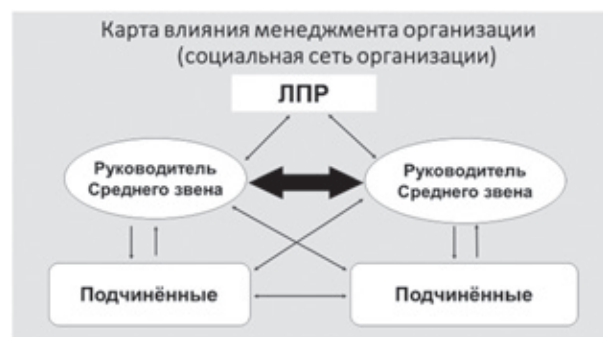 Карта влияния менеджмента организации
(социальная сеть организации)
ЛПР
Руководитель
Среднего звена
Руководитель
Среднего звена
Подчинённые
Подчинённые